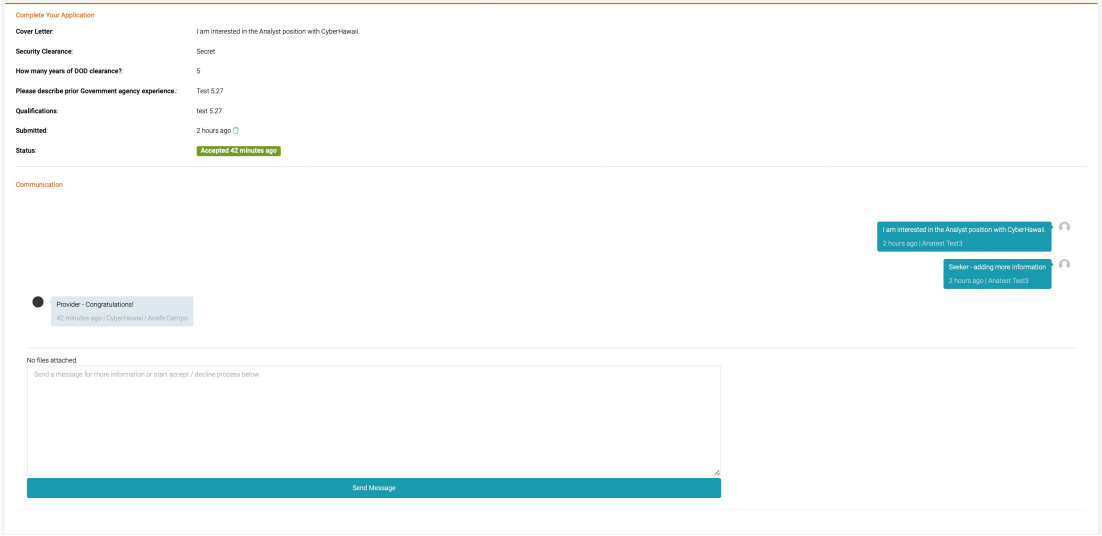 Complete Your Application
Cover Letter: I am interested in the Analyst position with CyberHawaii.
Security Clearance: Secret
How many years of DOD clearance?: 5
Please describe prior Government agency experience.: Test 5.27
Qualifications: test 5.27
Submitted: 2 hours ago
Status: Accepted 42 minutes ago
Communication
I am interested in the Analyst position with CyberHawaii.
2 hours ago | Anatest Test3
Seeker - adding more information
2 hours ago | Anatest Test3
Provider - Congratulations!
42 minutes ago | CyberHawaii | Anafe Campo
No files attached.
Send a message for more information or start accept / decline process below.
Send Message